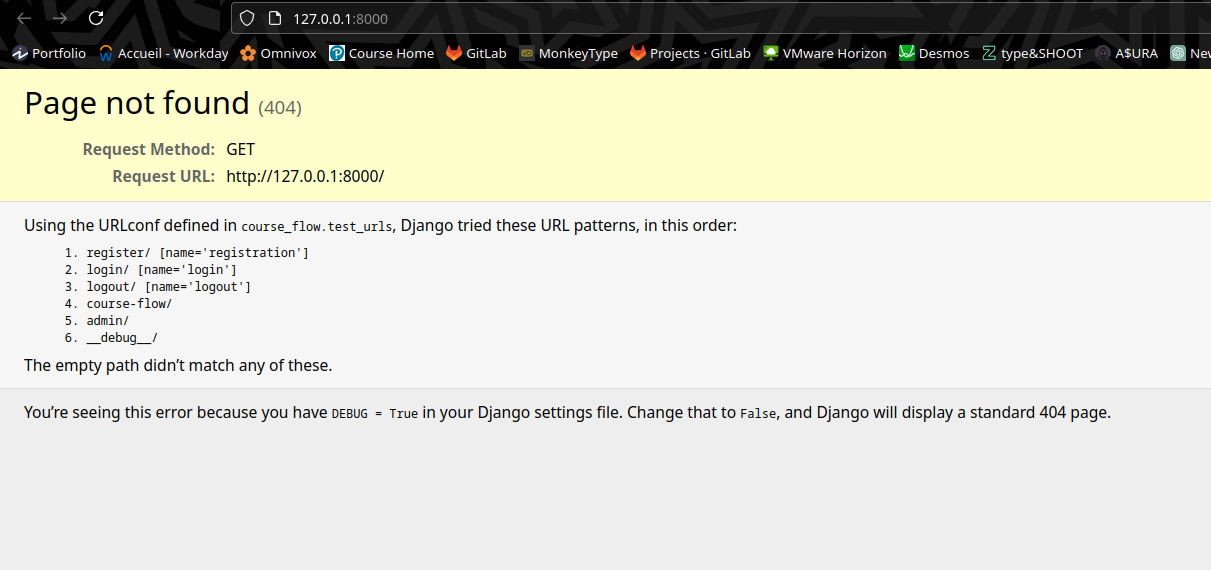 127.0.0.1:8000
Portfolio Accueil - Workday Omnivox Course Home GitLab MonkeyType Projects · GitLab VMware Horizon Desmos type&SHOOT A$URA
Page not found (404)
Request Method: GET
Request URL: http://127.0.0.1:8000/
Using the URLconf defined in course_flow.test_urls, Django tried these URL patterns, in this order:
1. register/ [name='registration']
2. login/ [name='login']
3. logout/ [name='logout']
4. course-flow/
5. admin/
6. __debug__/
The empty path didn’t match any of these.
You’re seeing this error because you have DEBUG = True in your Django settings file. Change that to False, and Django will display a standard 404 page.